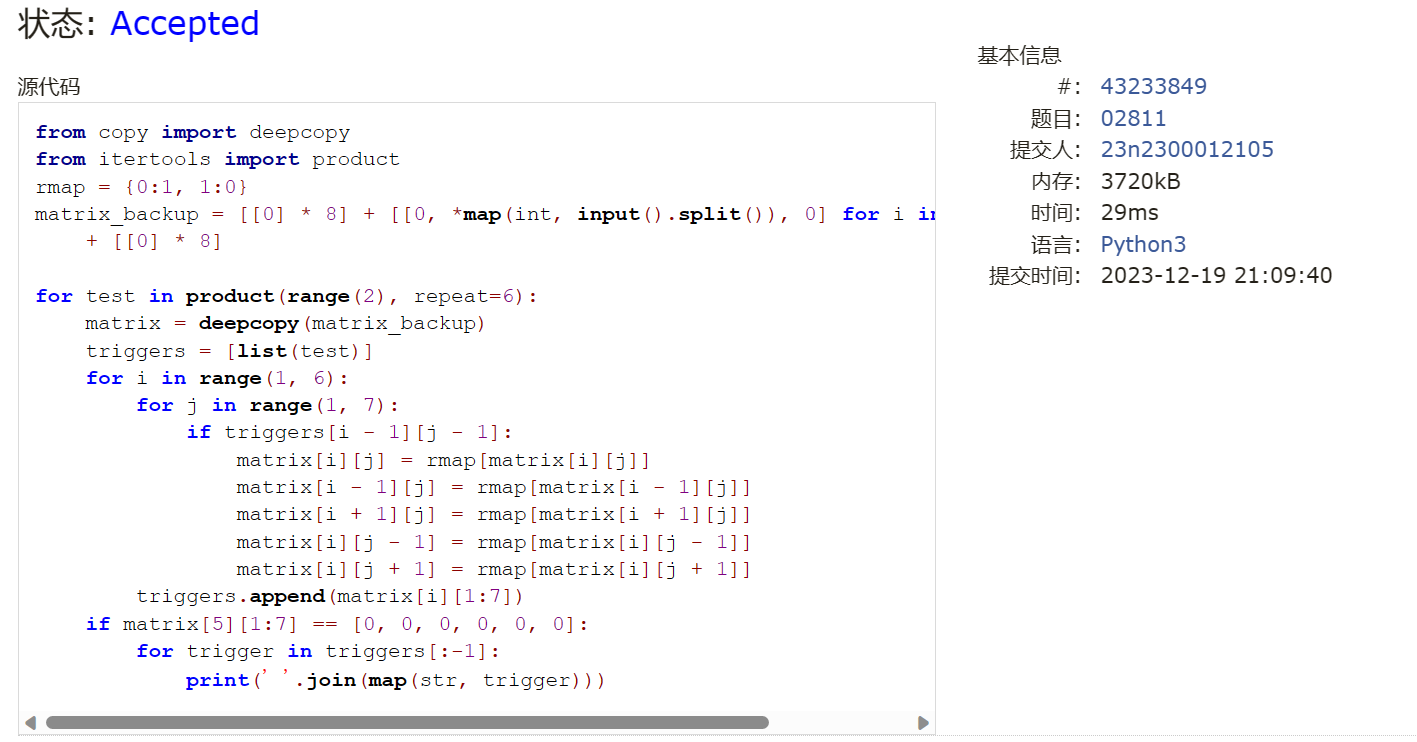 状态: Accepted
源代码
from copy import deepcopy
from itertools import product
rmap = {0:1, 1:0}
matrix_backup = [[0] * 8] + [[0, *map(int, input().split()), 0] for i in
    + [[0] * 8]
for test in product(range(2), repeat=6):
    matrix = deepcopy(matrix_backup)
    triggers = [list(test)]
    for i in range(1, 6):
        for j in range(1, 7):
            if triggers[i - 1][j - 1]:
                matrix[i][j] = rmap[matrix[i][j]]
                matrix[i - 1][j] = rmap[matrix[i - 1][j]]
                matrix[i + 1][j] = rmap[matrix[i + 1][j]]
                matrix[i][j - 1] = rmap[matrix[i][j - 1]]
                matrix[i][j + 1] = rmap[matrix[i][j + 1]]
        triggers.append(matrix[i][1:7])
    if matrix[5][1:7] == [0, 0, 0, 0, 0, 0]:
        for trigger in triggers[:-1]:
            print(' '.join(map(str, trigger)))
基本信息
#: 43233849
题目: 02811
提交人: 23n2300012105
内存: 3720kB
时间: 29ms
语言: Python3
提交时间: 2023-12-19 21:09:40